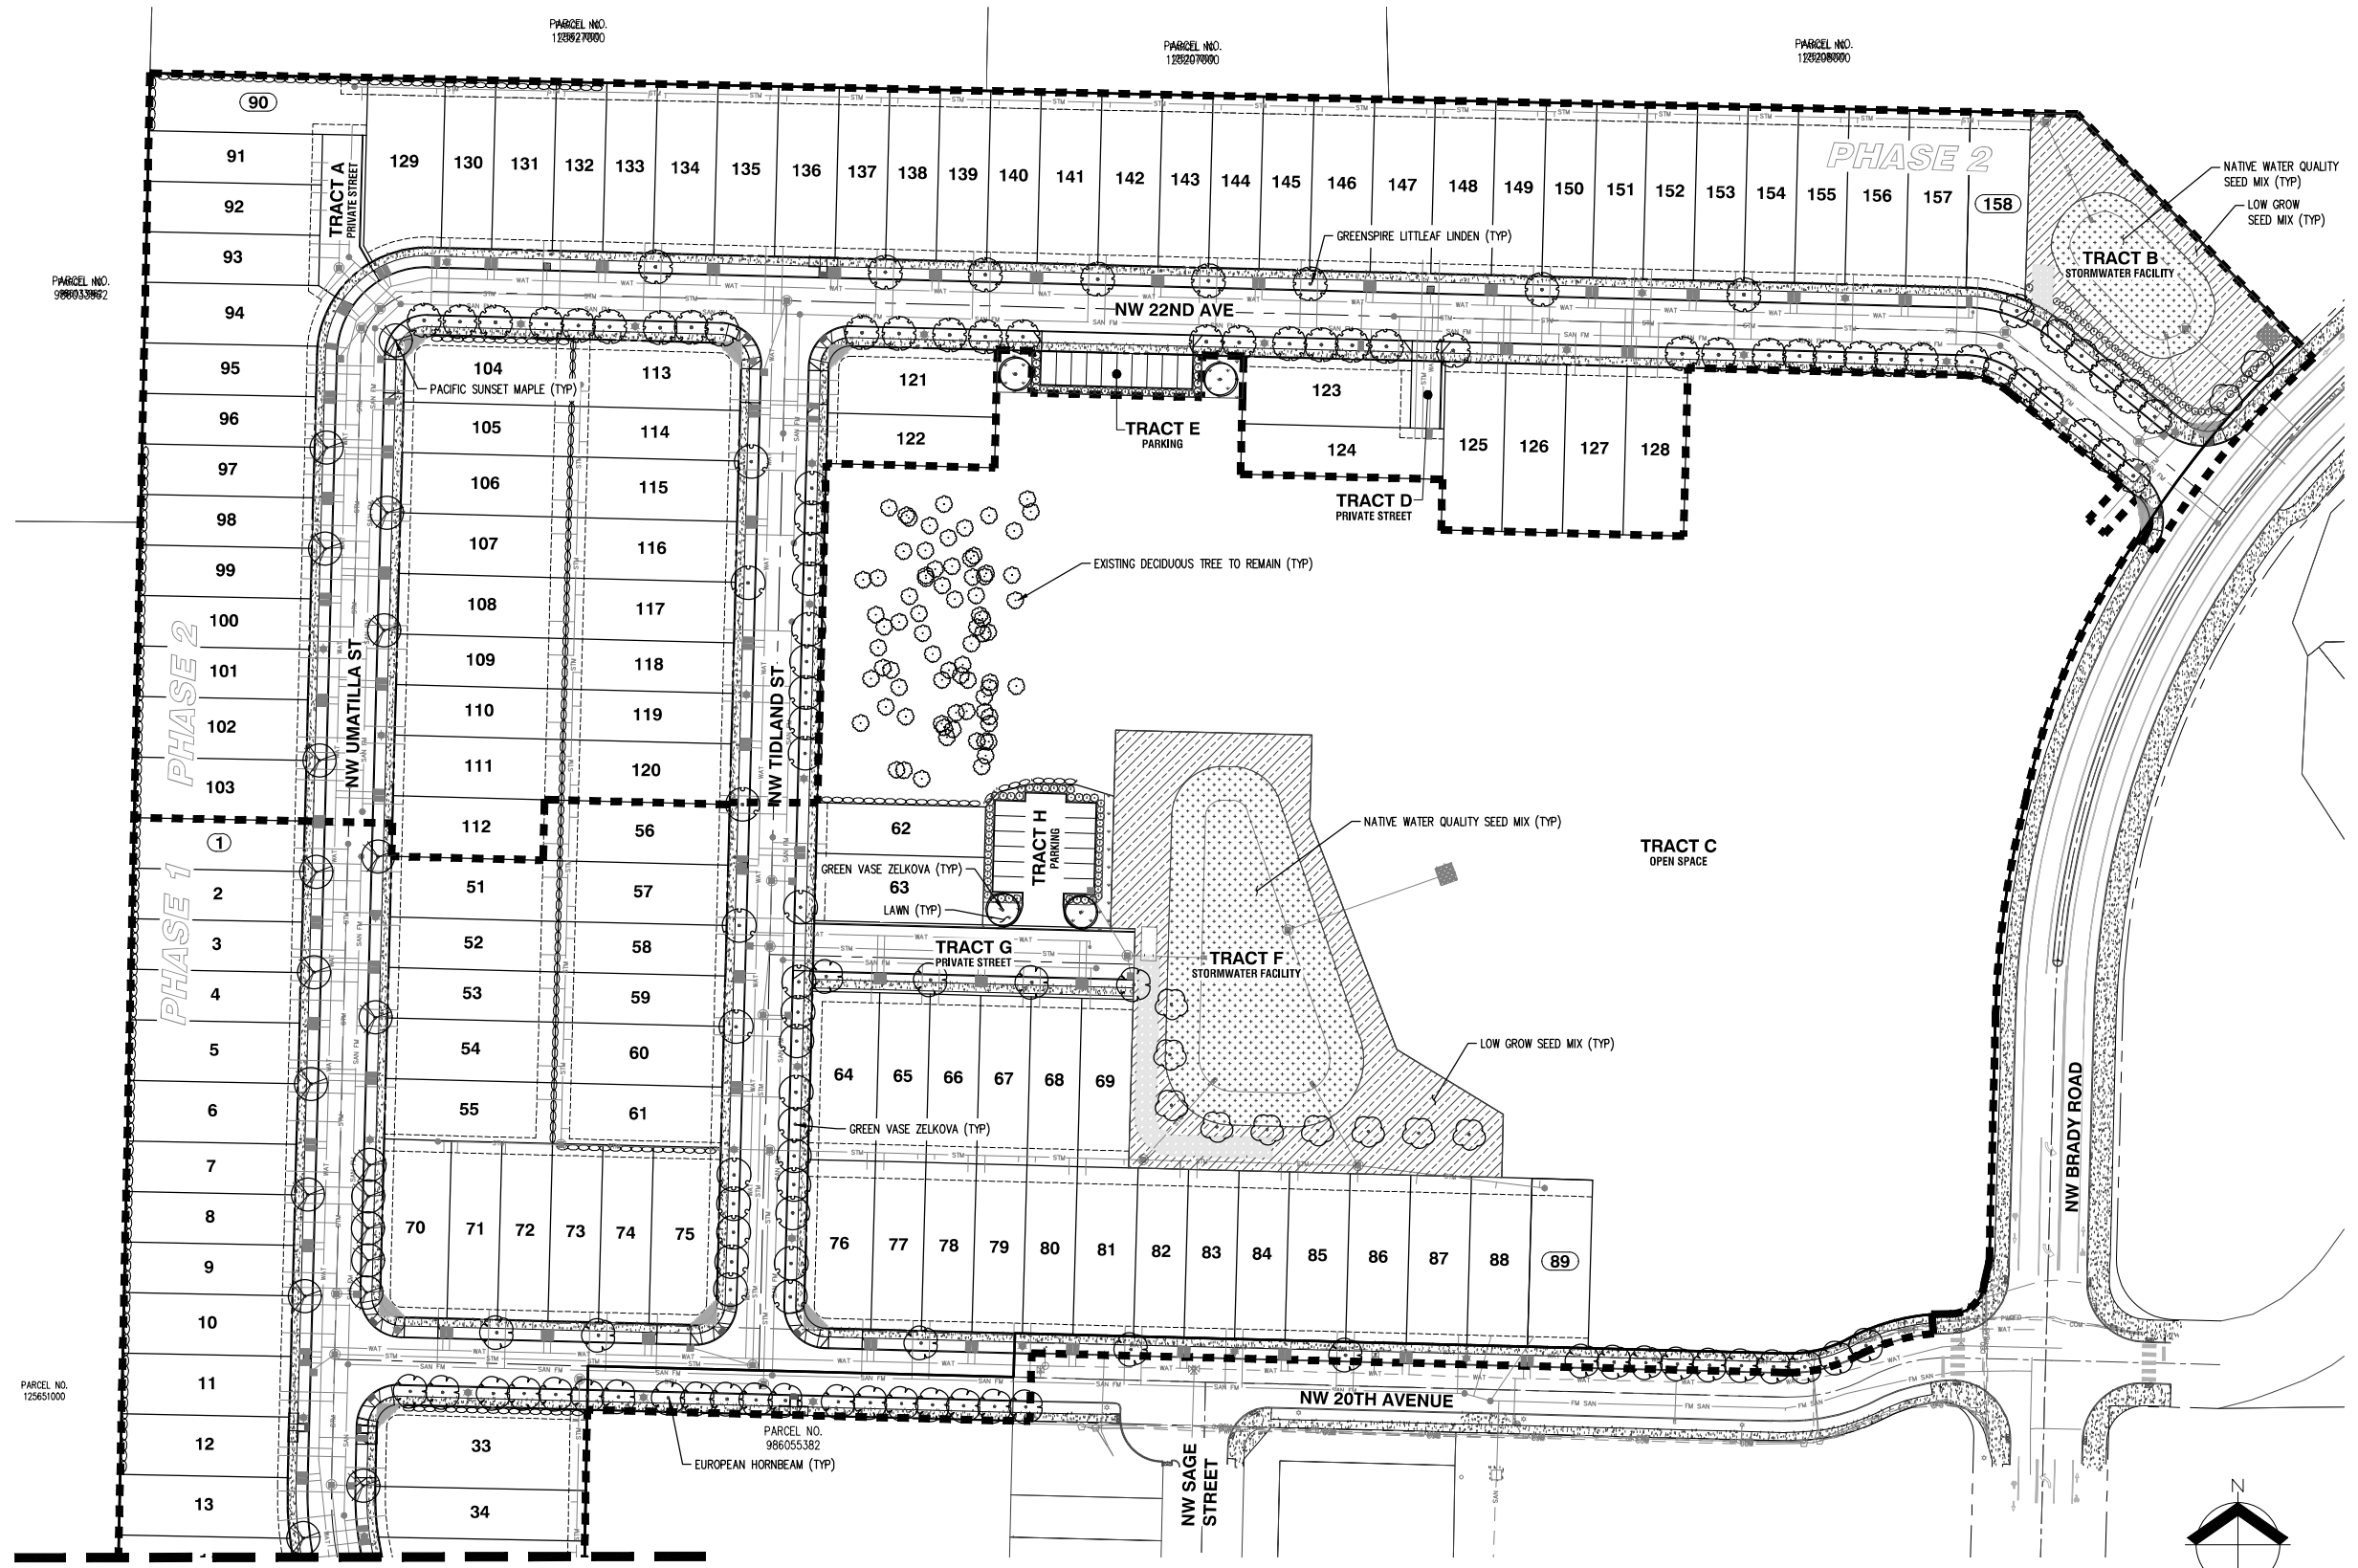 PARCEL NO.
PARCEL NO.
125207000
PARCEL NO.
125208000
90
91
92
93
94
95
96
97
98
99
100
101
102
103
TRACT A
PRIVATE STREET
129
130
131
132
133
134
135
136
137
138
139
140
141
142
143
144
145
146
147
148
149
150
151
152
153
154
155
156
157
158
PHASE 2
NATIVE WATER QUALITY
SEED MIX (TYP)
LOW GROW
SEED MIX (TYP)
TRACT B
STORMWATER FACILITY
GREENSPIRE LITTLEAF LINDEN (TYP)
NW 22ND AVE
PARCEL NO.
PACIFIC SUNSET MAPLE (TYP)
104
105
106
107
108
109
110
111
112
113
114
115
116
117
118
119
120
121
122
TRACT E
PARKING
123
124
125
126
127
128
TRACT D
PRIVATE STREET
EXISTING DECIDUOUS TREE TO REMAIN (TYP)
PHASE 2
NW UMATILLA ST
NW TIDLAND ST
PHASE 1
1
2
3
4
5
6
7
8
9
10
11
12
13
51
52
53
54
55
56
57
58
59
60
61
62
63
TRACT H
PARKING
GREEN VASE ZELKOVA (TYP)
LAWN (TYP)
TRACT G
PRIVATE STREET
NATIVE WATER QUALITY SEED MIX (TYP)
TRACT C
OPEN SPACE
TRACT F
STORMWATER FACILITY
LOW GROW SEED MIX (TYP)
64
65
66
67
68
69
GREEN VASE ZELKOVA (TYP)
NW BRADY ROAD
70
71
72
73
74
75
76
77
78
79
80
81
82
83
84
85
86
87
88
89
PARCEL NO.
125651000
NW 20TH AVENUE
NW SAGE
STREET
33
34
PARCEL NO.
986055382
EUROPEAN HORNBEAM (TYP)
N